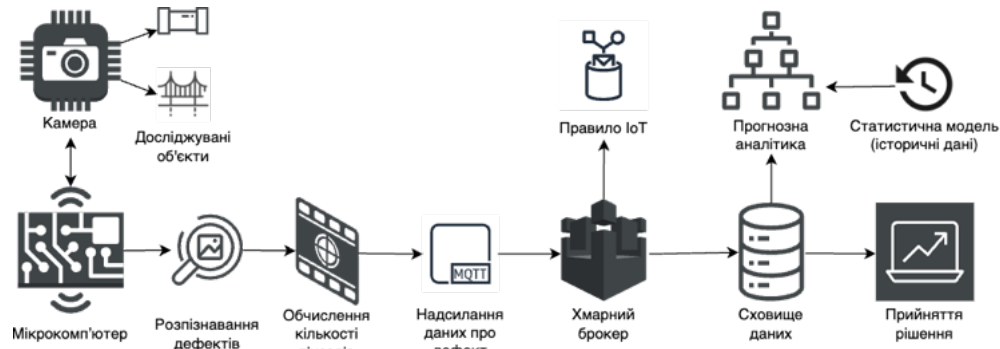 Камера
Досліджувані
об'єкти
Правило IoT
Прогнозна
аналітика
Статистична модель
(історичні дані)
MQTT
Мікрокомп'ютер
Розпізнавання
дефектів
Обчислення
кількості
Надсилання
даних про
дефект
Хмарний
брокер
Сховище
даних
Прийняття
рішення